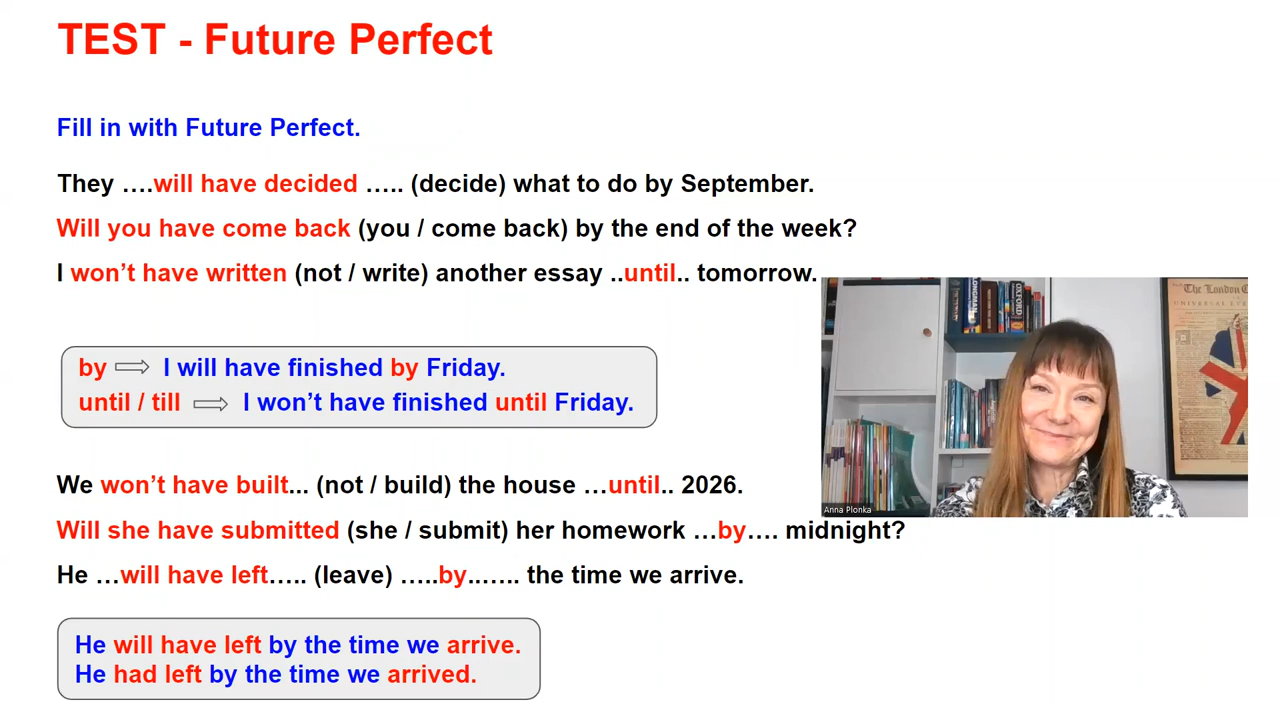 TEST - Future Perfect
Fill in with Future Perfect.
They ….will have decided ….. (decide) what to do by September.
Will you have come back (you / come back) by the end of the week?
I won’t have written (not / write) another essay ..until.. tomorrow.
by ⇨ I will have finished by Friday.
until / till ⇨ I won’t have finished until Friday.
We won’t have built... (not / build) the house …until.. 2026.
Will she have submitted (she / submit) her homework …by…. midnight?
He …will have left….. (leave) …..by..….. the time we arrive.
He will have left by the time we arrive.
He had left by the time we arrived.
The London
LONGMAN
OXFORD
Anna Plonka